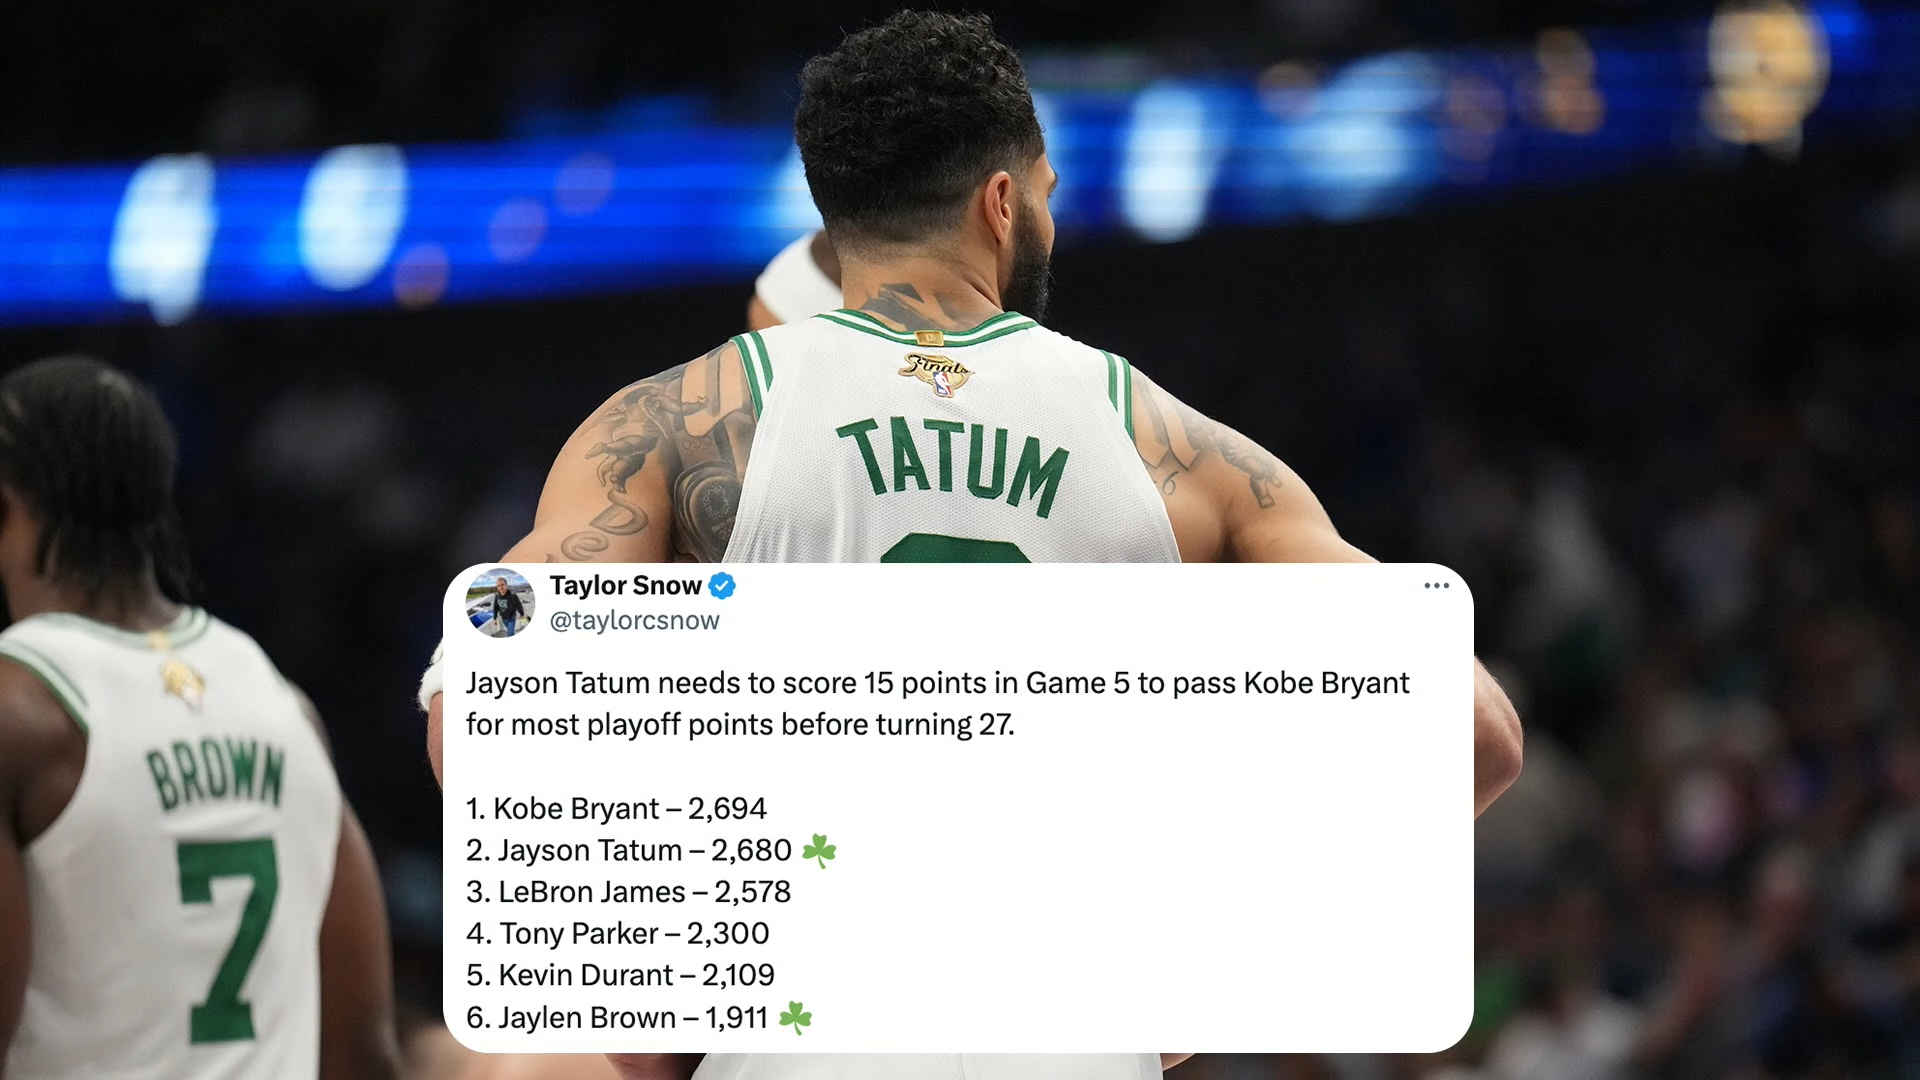 Finals
TATUM
BROWN
7
Taylor Snow
@taylorcsnow
Jayson Tatum needs to score 15 points in Game 5 to pass Kobe Bryant
for most playoff points before turning 27.
1. Kobe Bryant – 2,694
2. Jayson Tatum – 2,680 ☘️
3. LeBron James – 2,578
4. Tony Parker – 2,300
5. Kevin Durant – 2,109
6. Jaylen Brown – 1,911 ☘️